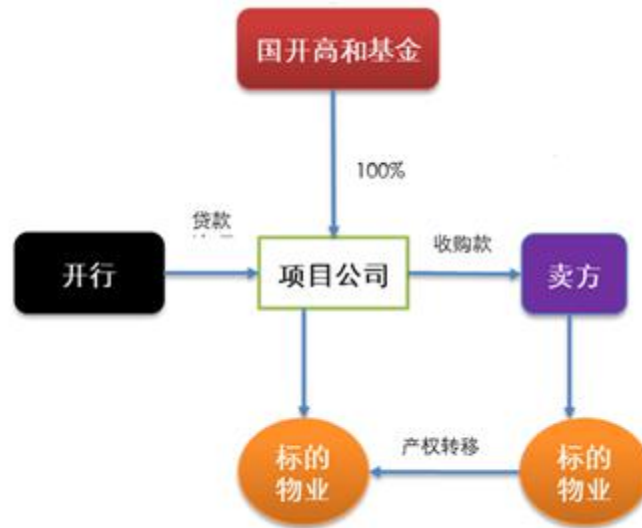 国开高和基金
100%
贷款
开行
项目公司
收购款
卖方
标的
物业
产权转移
标的
物业